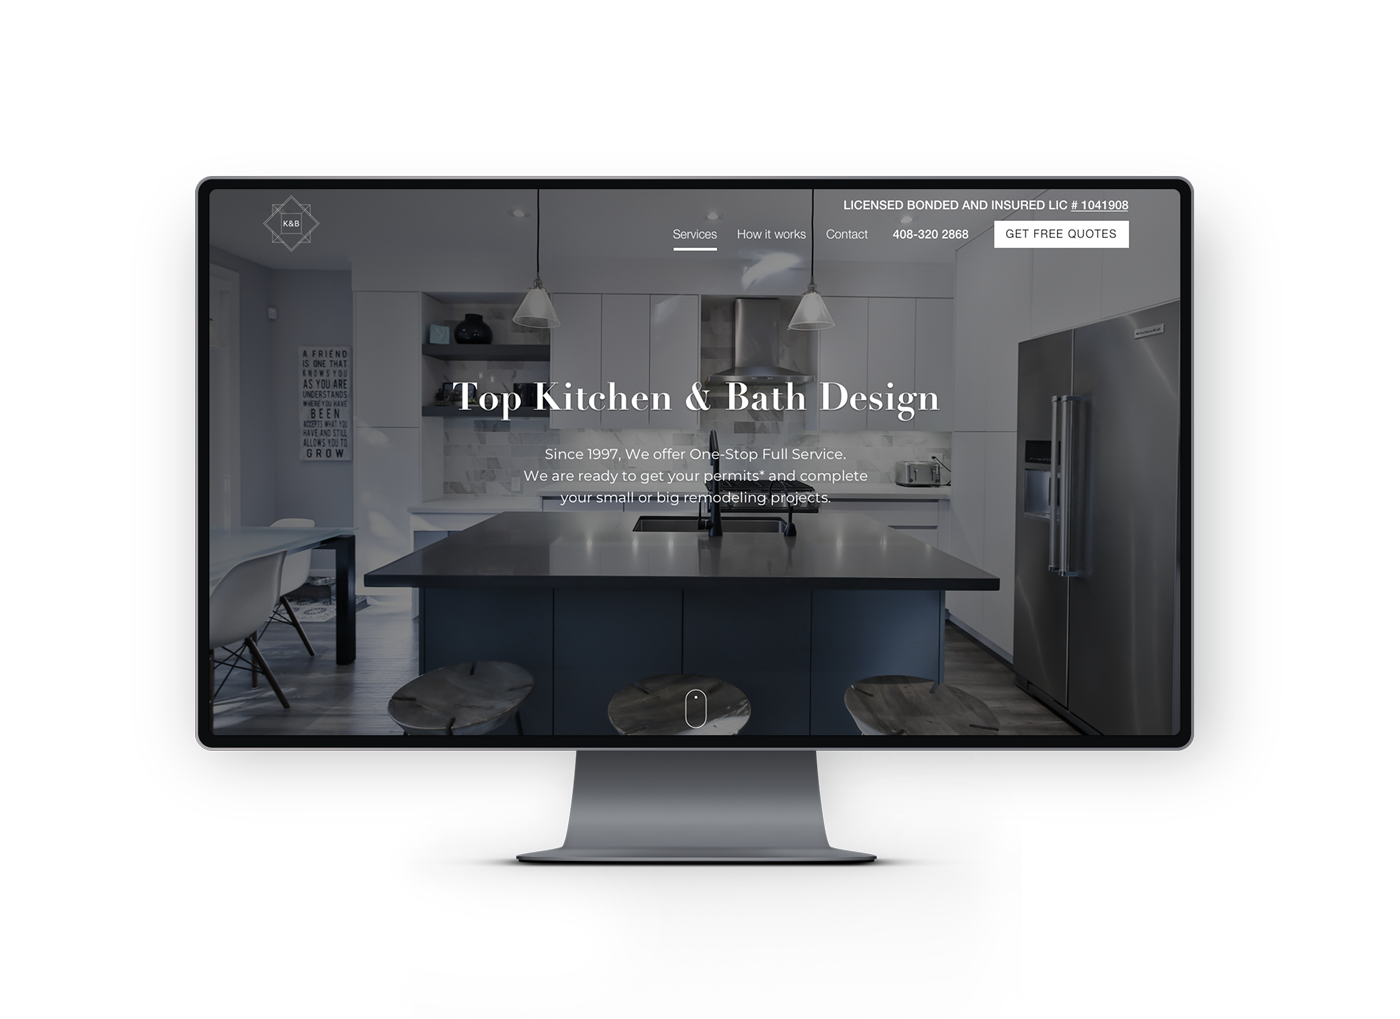 K&B
LICENSED BONDED AND INSURED LIC # 1041908
Services How it works Contact 408-320 2868 GET FREE QUOTES
A FRIEND
IS ONE THAT
KNOWS YOU
AS YOU ARE
UNDERSTANDS
WHERE YOU HAVE
BEEN
ACCEPTS WHAT YOU
HAVE AND STILL
ALLOWS YOU TO
GROW
Top Kitchen & Bath Design
Since 1997, We offer One-Stop Full Service.
We are ready to get your permits* and complete
your small or big remodeling projects.